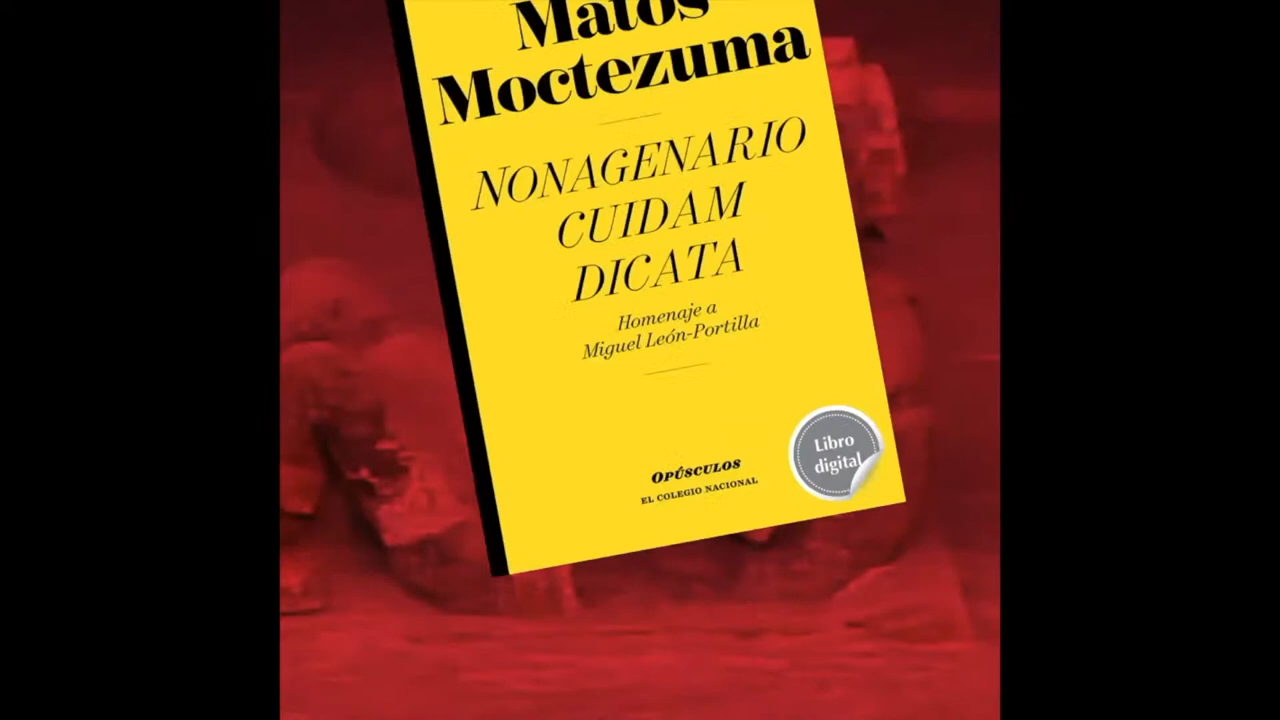 Matos
Moctezuma
NONAGENARIO
CUIDAM
DICATA
Homenaje a
Miguel León-Portilla
OPÚSCULOS
EL COLEGIO NACIONAL
Libro
digital